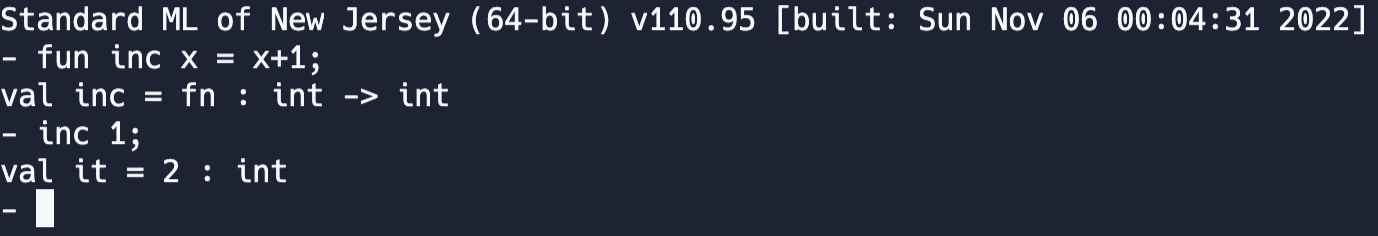 Standard ML of New Jersey (64-bit) v110.95 [built: Sun Nov 06 00:04:31 2022]
- fun inc x = x+1;
val inc = fn : int -> int
- inc 1;
val it = 2 : int
-